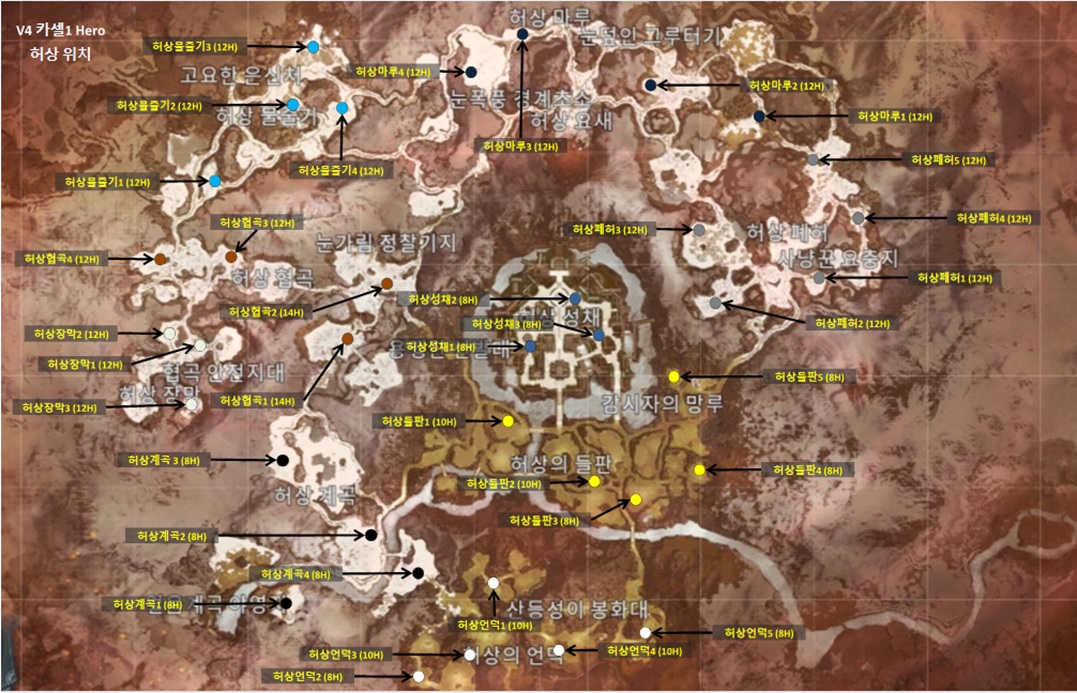 V4 카셀1 Hero
허상 위치
허상 마루
눈덮인 그루터기
허상물줄기3 (12H)
고요한 은신처
허상마루4 (12H)
허상마루2 (12H)
허상물줄기2 (12H)
허상 물줄기
눈폭풍 경계초소
허상 요새
허상마루1 (12H)
허상마루3 (12H)
허상폐허5 (12H)
허상물줄기4 (12H)
허상물줄기1 (12H)
허상폐허4 (12H)
허상협곡3 (12H)
허상폐허3 (12H)
허상 폐허
눈가림 정찰기지
허상협곡4 (12H)
사냥꾼 요충지
허상 협곡
허상폐허1 (12H)
허상성채2 (8H)
허상협곡2 (14H)
허상 성채
허상성채3 (8H)
허상폐허2 (12H)
허상장막2 (12H)
허상성채1 (8H)
허상장막1 (12H)
협곡 안전지대
허상들판5 (8H)
허상 장막
허상협곡1 (14H)
감시자의 망루
허상장막3 (12H)
허상들판1 (10H)
허상계곡3 (8H)
허상의 들판
허상들판4 (8H)
허상들판2 (10H)
허상 계곡
허상들판3 (8H)
허상계곡2 (8H)
허상계곡4 (8H)
허상계곡1 (8H)
계곡 야영지
산등성이 봉화대
허상언덕1 (10H)
허상언덕5 (8H)
허상언덕3 (10H)
허상의 언덕
허상언덕4 (10H)
허상언덕2 (8H)